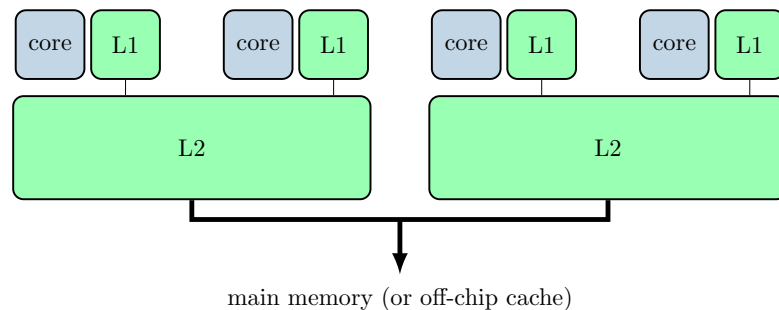 core L1 core L1 core L1 core L1
L2 L2
main memory (or off-chip cache)